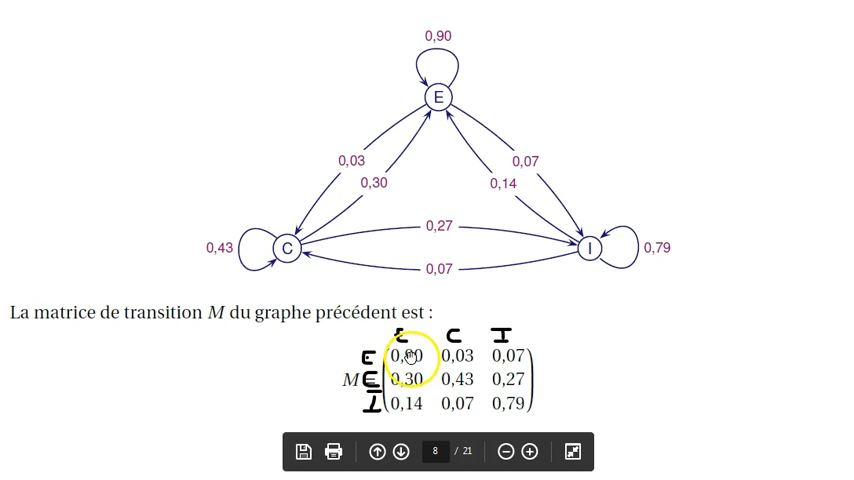 0,90
E
0,03
0,07
0,30
0,14
0,43
C
0,27
I
0,79
0,07
La matrice de transition M du graphe précédent est :
E C I
E 0,90 0,03 0,07
M = C 0,30 0,43 0,27
I 0,14 0,07 0,79
8 / 21